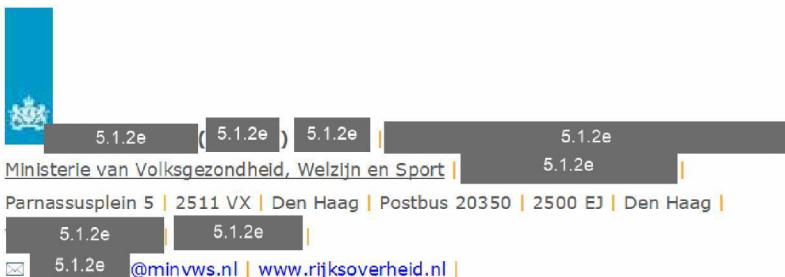 5.1.2e ( 5.1.2e ) 5.1.2e | 5.1.2e
Ministerie van Volksgezondheid, Welzijn en Sport | 5.1.2e |
Parnassusplein 5 | 2511 VX | Den Haag | Postbus 20350 | 2500 EJ | Den Haag |
5.1.2e | 5.1.2e |
5.1.2e @minvws.nl | www.rijksoverheid.nl |